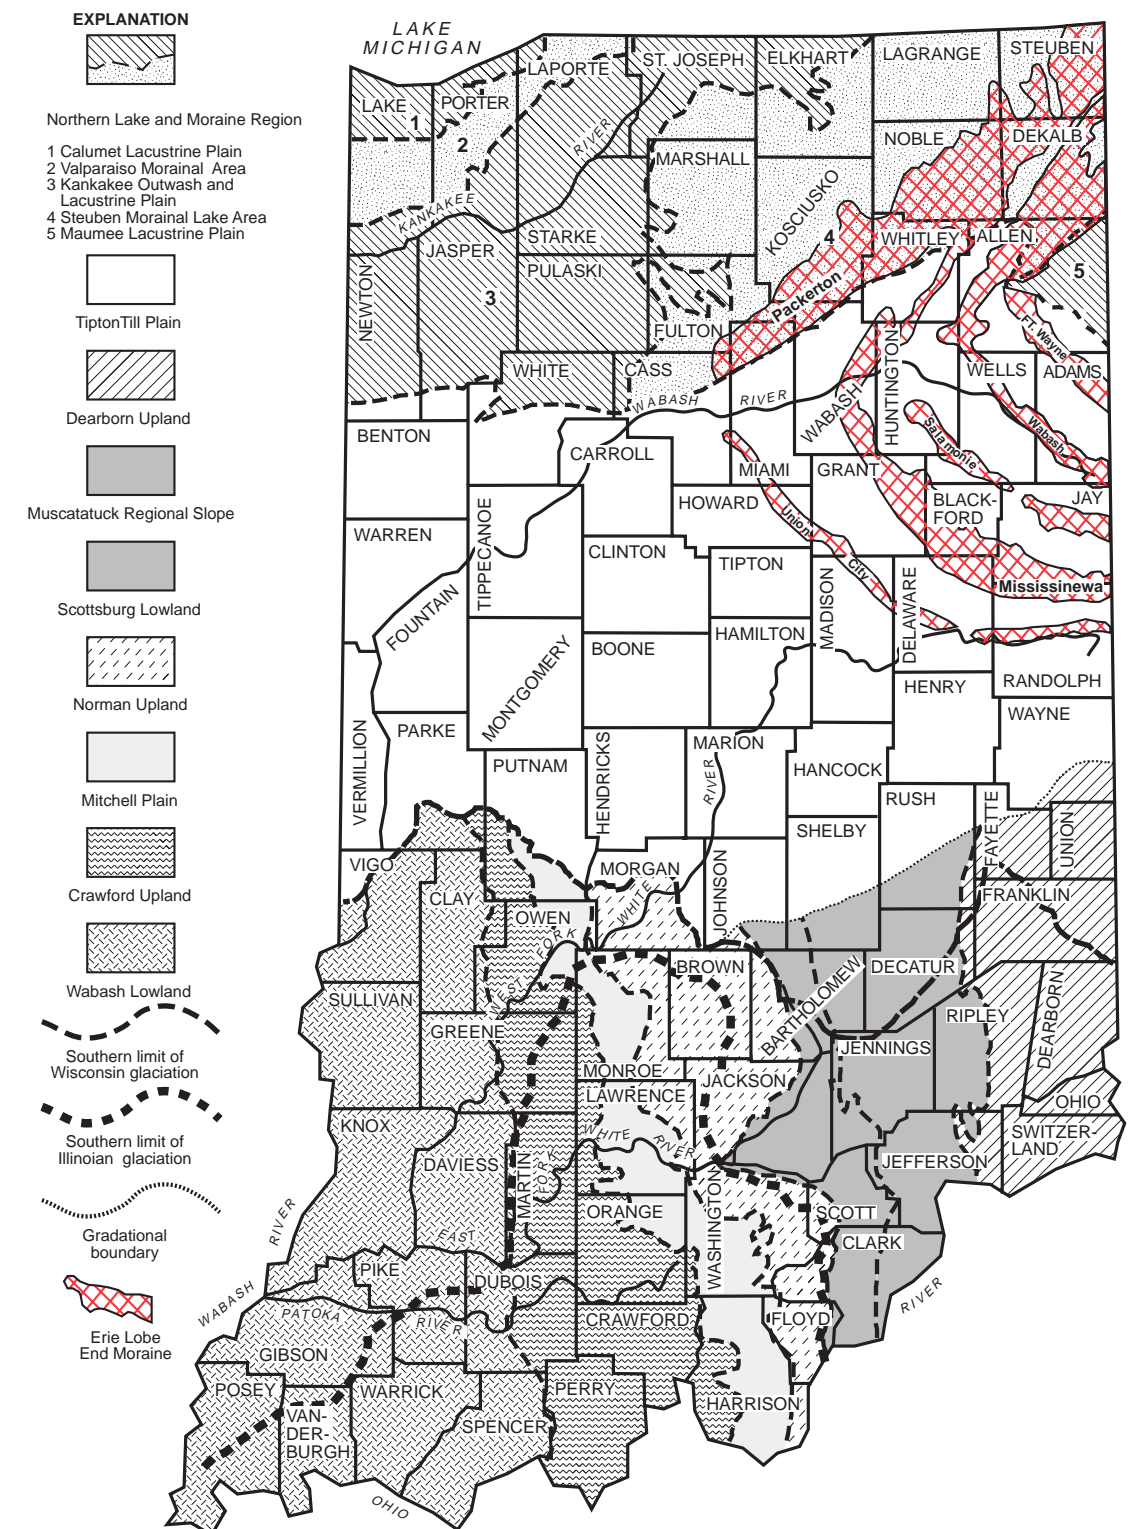 EXPLANATION
Northern Lake and Moraine Region
1 Calumet Lacustrine Plain
2 Valparaiso Morainal Area
3 Kankakee Outwash and
Lacustrine Plain
4 Steuben Morainal Lake Area
5 Maumee Lacustrine Plain
TiptonTill Plain
Dearborn Upland
Muscatatuck Regional Slope
Scottsburg Lowland
Norman Upland
Mitchell Plain
Crawford Upland
Wabash Lowland
Southern limit of
Wisconsin glaciation
Southern limit of
Illinoian glaciation
Gradational
boundary
Erie Lobe
End Moraine
LAKE
MICHIGAN
LAKE
1
PORTER
2
LAPORTE
ST. JOSEPH
ELKHART
LAGRANGE
STEUBEN
RIVER
KANKAKEE
MARSHALL
NOBLE
DEKALB
KOSCIUSKO
4
WHITLEY
ALLEN
5
NEWTON
JASPER
3
STARKE
PULASKI
FULTON
Packerton
FT. Wayne
WHITE
CASS
WABASH
RIVER
WABASH
HUNTINGTON
WELLS
ADAMS
BENTON
CARROLL
MIAMI
GRANT
Salamonie
Wabash
HOWARD
BLACK-
FORD
JAY
WARREN
TIPPECANOE
CLINTON
TIPTON
Union
City
Mississinewa
FOUNTAIN
MONTGOMERY
BOONE
HAMILTON
MADISON
DELAWARE
HENRY
RANDOLPH
WAYNE
VERMILLION
PARKE
PUTNAM
HENDRICKS
MARION
RIVER
HANCOCK
RUSH
FAYETTE
UNION
SHELBY
VIGO
CLAY
OWEN
MORGAN
WHITE
JOHNSON
FRANKLIN
FORK
WEST
BROWN
BARTHOLOMEW
DECATUR
SULLIVAN
GREENE
MONROE
JACKSON
JENNINGS
RIPLEY
DEARBORN
LAWRENCE
OHIO
KNOX
DAVIESS
MARTIN
FORK
WHITE
RIVER
JEFFERSON
SWITZER-
LAND
ORANGE
WASHINGTON
SCOTT
CLARK
RIVER
EAST
PIKE
DUBOIS
RIVER
WABASH
PATOKA
RIVER
CRAWFORD
FLOYD
GIBSON
POSEY
VAN-
DER-
BURGH
WARRICK
SPENCER
PERRY
HARRISON
OHIO